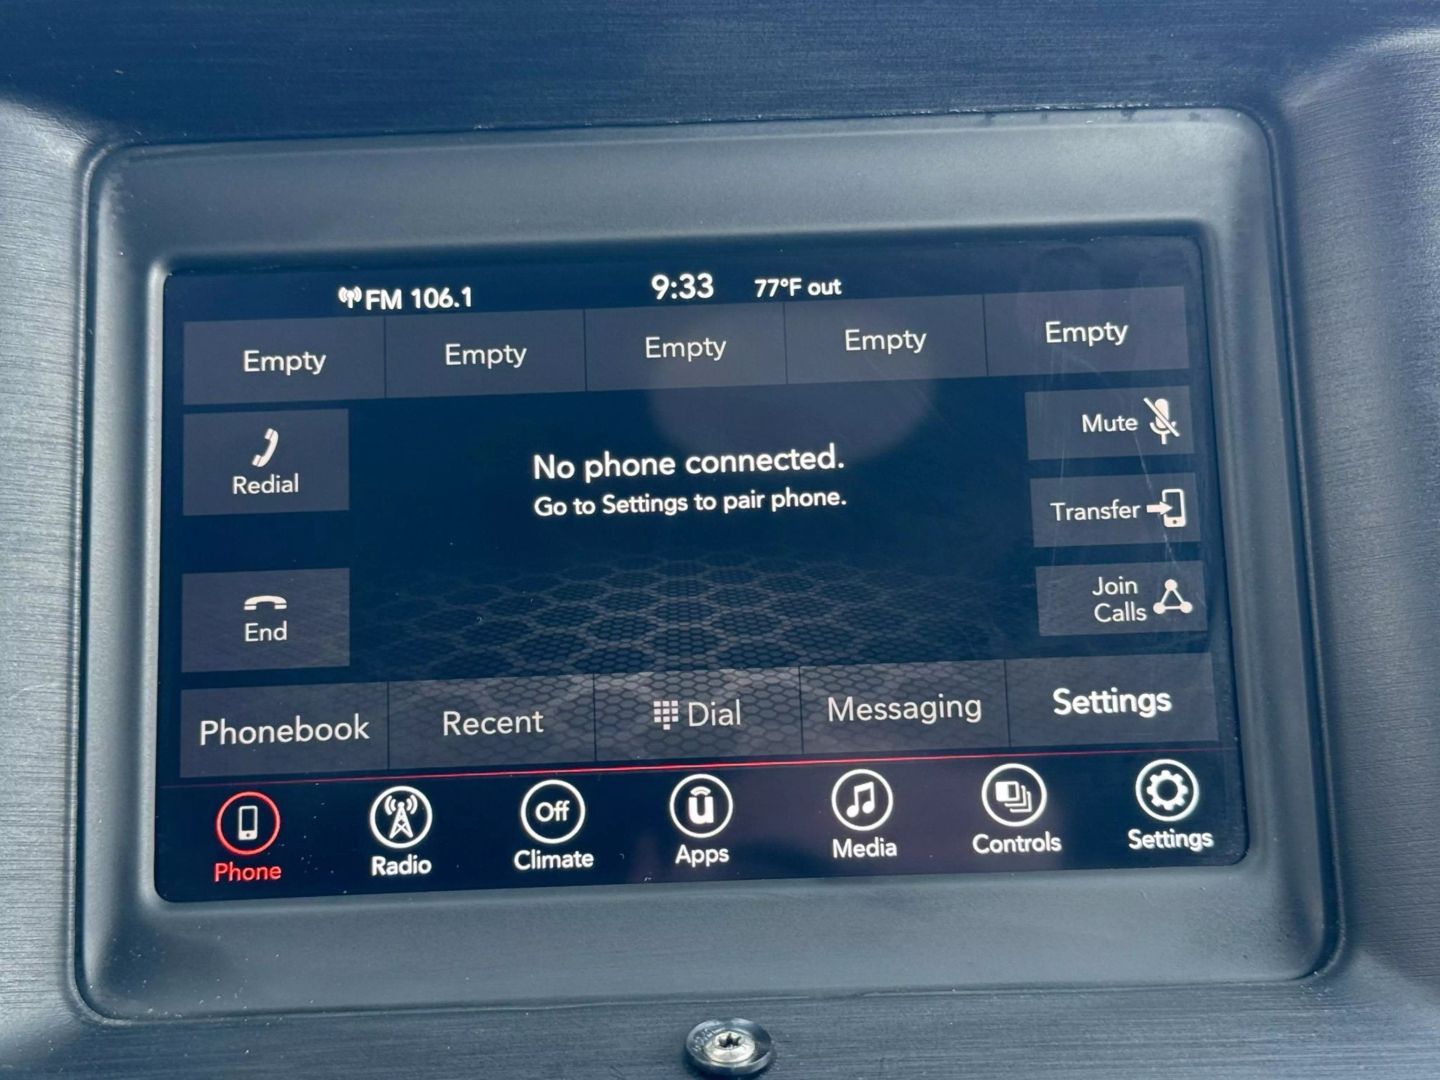 FM 106.1 9:33 77°F out
Empty Empty Empty Empty Empty
Redial
No phone connected.
Go to Settings to pair phone.
Mute
Transfer
End
Join
Calls
Phonebook Recent Dial Messaging Settings
Off
Phone Radio Climate Apps Media Controls Settings